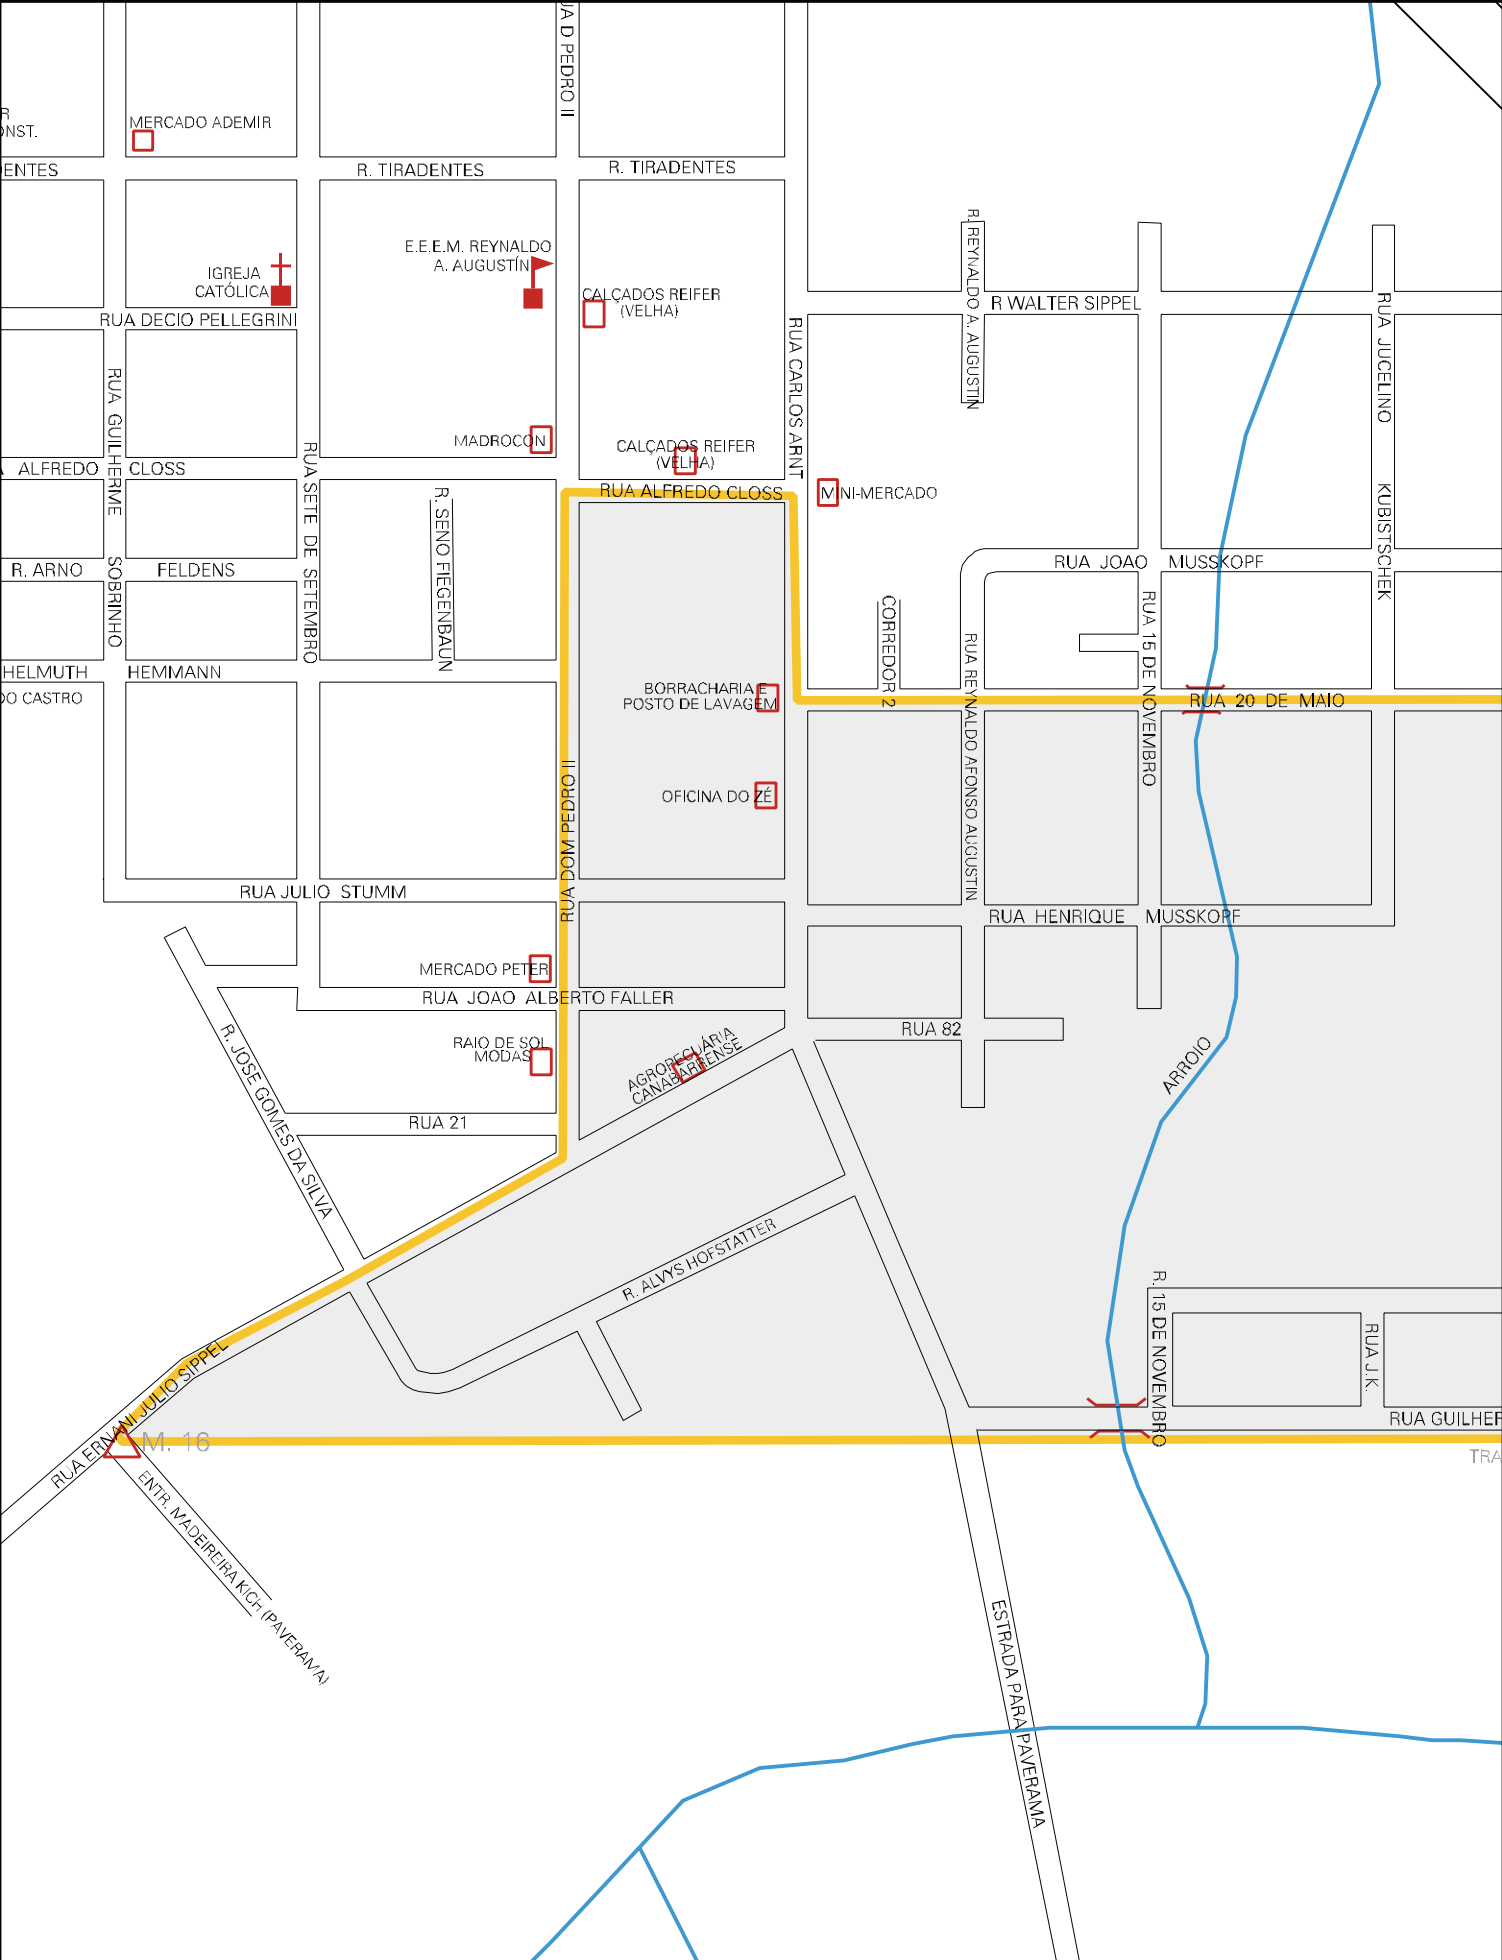 UA D PEDRO II
R
ONST.
MERCADO ADEMIR
ENTES
R. TIRADENTES
R. TIRADENTES
E.E.E.M. REYNALDO
A. AUGUSTÍN
IGREJA
CATÓLICA
CALÇADOS REIFER
(VELHA)
RUA DECIO PELLEGRINI
R. REYNALDO A. AUGUSTIN
R WALTER SIPPEL
RUA JUCELINO KUBISTSCHEK
RUA CARLOS ARNT
RUA GUILHERME SOBRINHO
RUA SETE DE SETEMBRO
MADROCON
CALÇADOS REIFER
(VELHA)
ALFREDO CLOSS
RUA ALFREDO CLOSS
MINI-MERCADO
R. SENO FIEGENBAUN
R. ARNO FELDENS
RUA JOAO MUSSKOPF
CORREDOR 2
RUA 15 DE NOVEMBRO
RUA REYNALDO AFONSO AUGUSTIN
HELMUTH HEMMANN
DO CASTRO
BORRACHARIA E
POSTO DE LAVAGEM
RUA 20 DE MAIO
OFICINA DO ZÉ
RUA DOM PEDRO II
RUA JULIO STUMM
RUA HENRIQUE MUSSKOPF
MERCADO PETER
RUA JOAO ALBERTO FALLER
RUA 82
RAIO DE SOL
MODAS
AGROPECUÁRIA
CANABARRENSE
ARROIO
R. JOSE GOMES DA SILVA
RUA 21
R. ALVYS HOFSTATTER
R. 15 DE NOVEMBRO
RUA J.K.
RUA GUILHER
RUA ERNANI JULIO SIPPEL
M. 16
TRA
ENTR. MADEIREIRA KICH (PAVERAMA)
ESTRADA PARA PAVERAMA